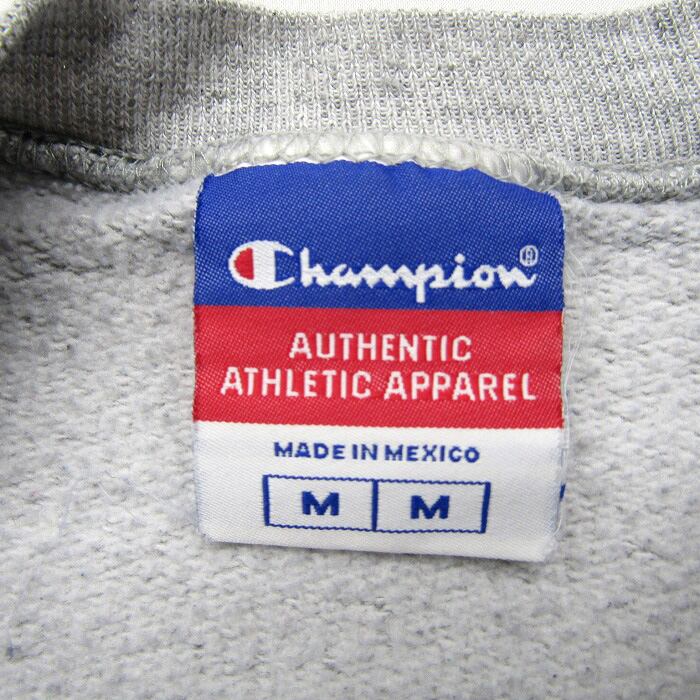 Champion®
AUTHENTIC
ATHLETIC APPAREL
MADE IN MEXICO
M M